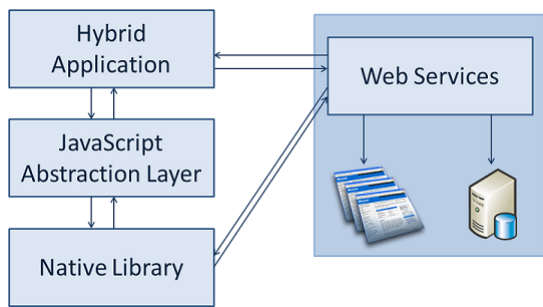 Hybrid
Application
Web Services
JavaScript
Abstraction Layer
Native Library